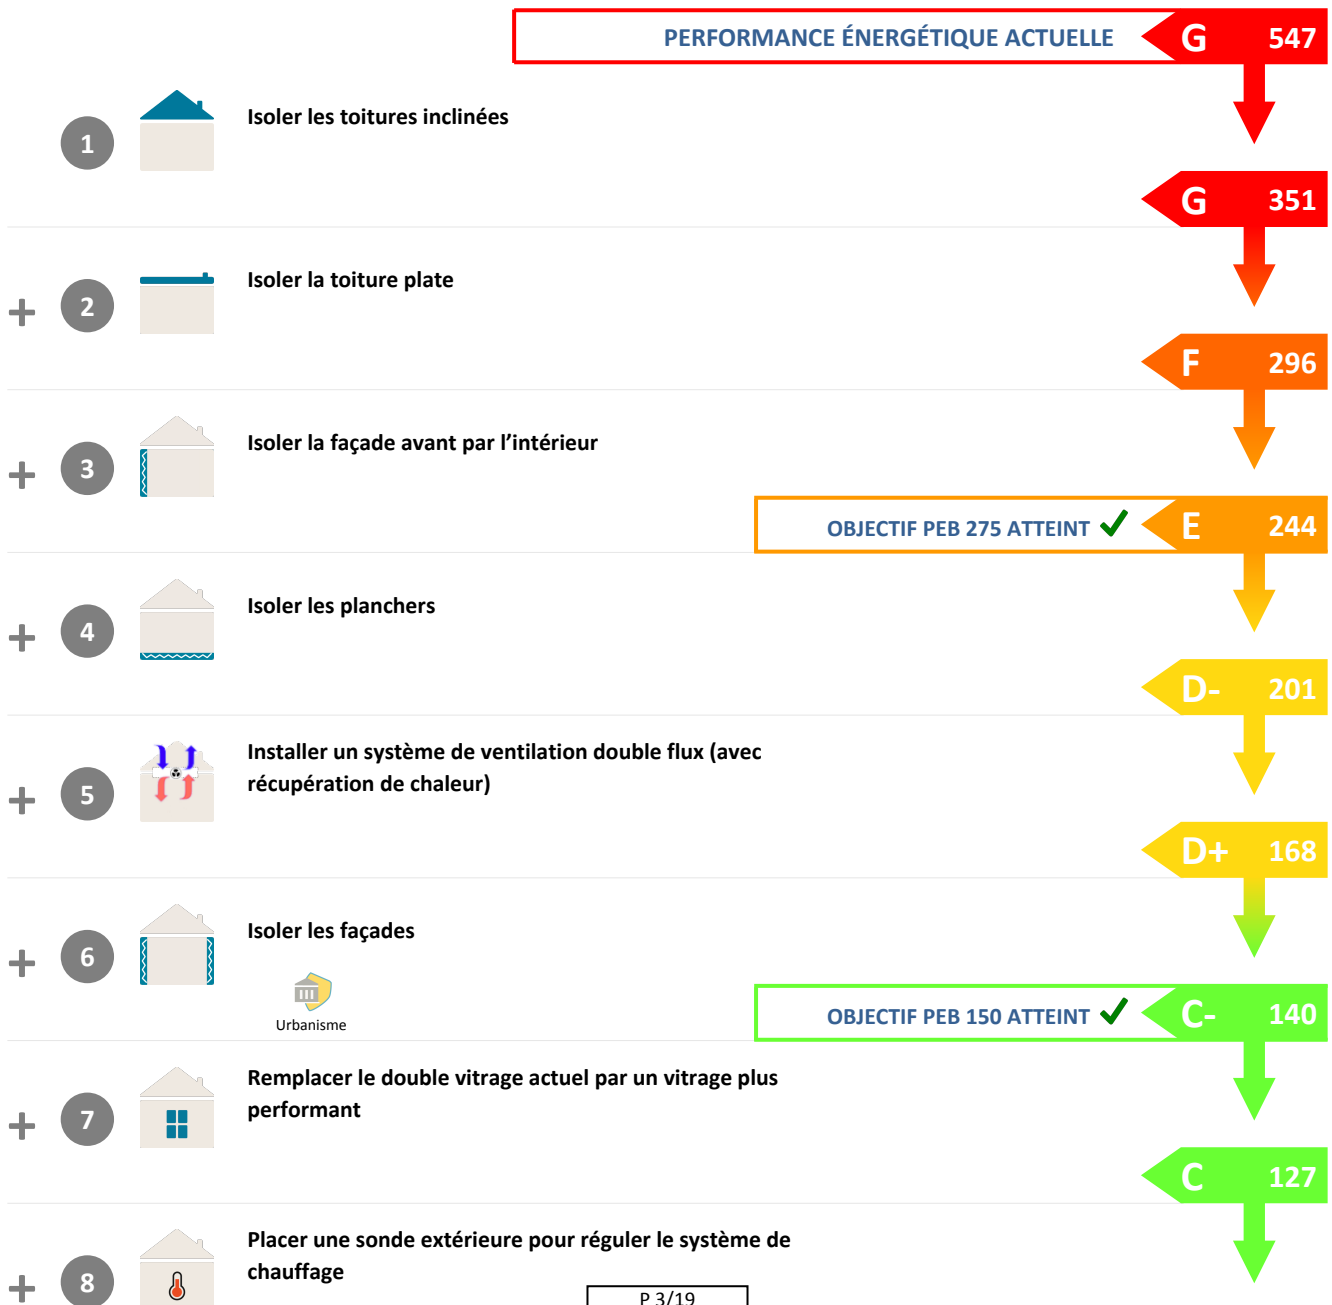 PERFORMANCE ÉNERGÉTIQUE ACTUELLE G 547
1 Isoler les toitures inclinées
G 351
+ 2 Isoler la toiture plate
F 296
+ 3 Isoler la façade avant par l’intérieur
OBJECTIF PEB 275 ATTEINT E 244
+ 4 Isoler les planchers
D- 201
Installer un système de ventilation double flux (avec
+ 5 récupération de chaleur)
D+ 168
+ 6 Isoler les façades
Urbanisme
OBJECTIF PEB 150 ATTEINT C- 140
Remplacer le double vitrage actuel par un vitrage plus
+ 7 performant
C 127
Placer une sonde extérieure pour réguler le système de
+ 8 chauffage
P 3/19